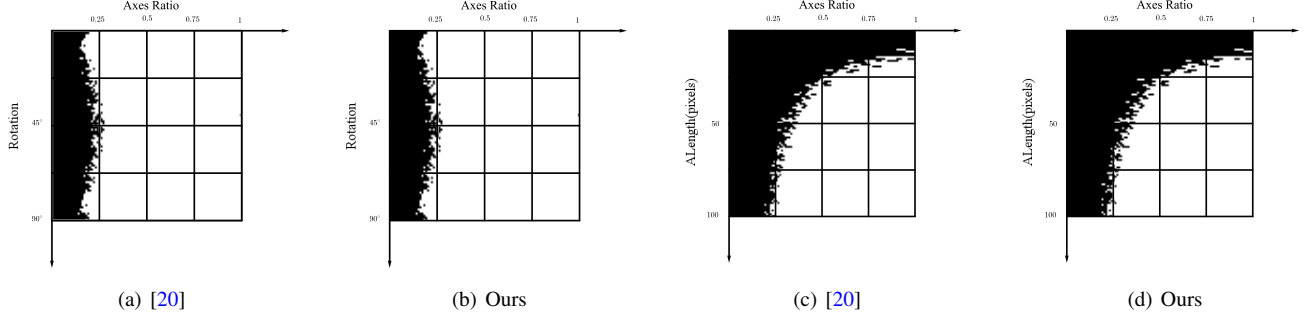 Axes Ratio
0.25 0.5 0.75 1
Rotation
45°
90°
(a) [20]
Axes Ratio
0.25 0.5 0.75 1
Rotation
45°
90°
(b) Ours
Axes Ratio
0.25 0.5 0.75 1
ALength(pixels)
50
100
(c) [20]
Axes Ratio
0.25 0.5 0.75 1
ALength(pixels)
50
100
(d) Ours